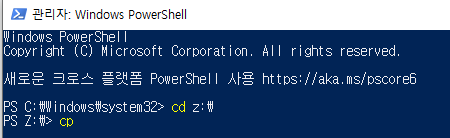 관리자: Windows PowerShell
Windows PowerShell
Copyright (C) Microsoft Corporation. All rights reserved.
새로운 크로스 플랫폼 PowerShell 사용 https://aka.ms/pscore6
PS C:₩Windows₩system32> cd z:₩
PS Z:₩> cp